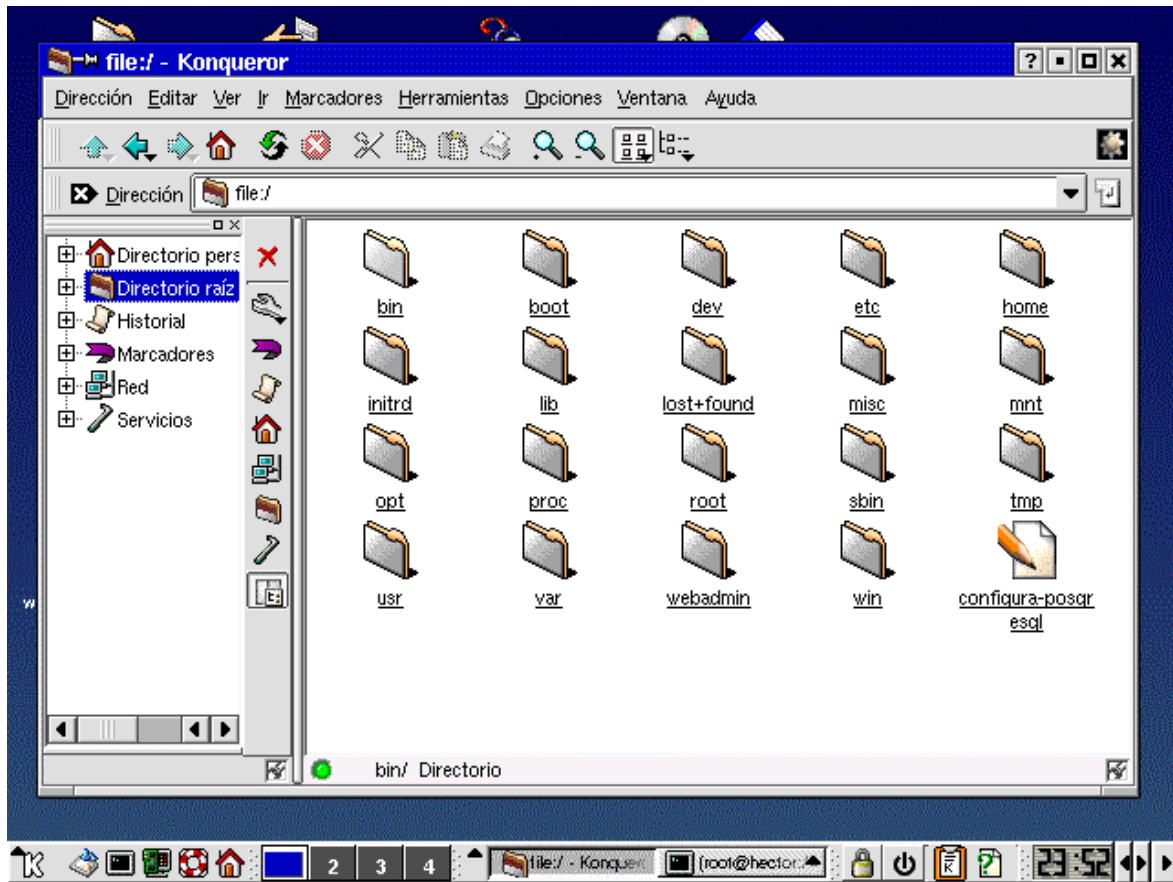 file:/ - Konqueror
Dirección Editar Ver Ir Marcadores Herramientas Opciones Ventana Ayuda
Dirección file:/
Directorio pers
Directorio raíz
Historial
Marcadores
Red
Servicios
bin boot dev etc home
initrd lib lost+found misc mnt
opt proc root sbin tmp
usr var webadmin win configura-posqr
esql
w
bin/ Directorio
K 2 3 4 file:/ - Konquer (root@hector: 23:52